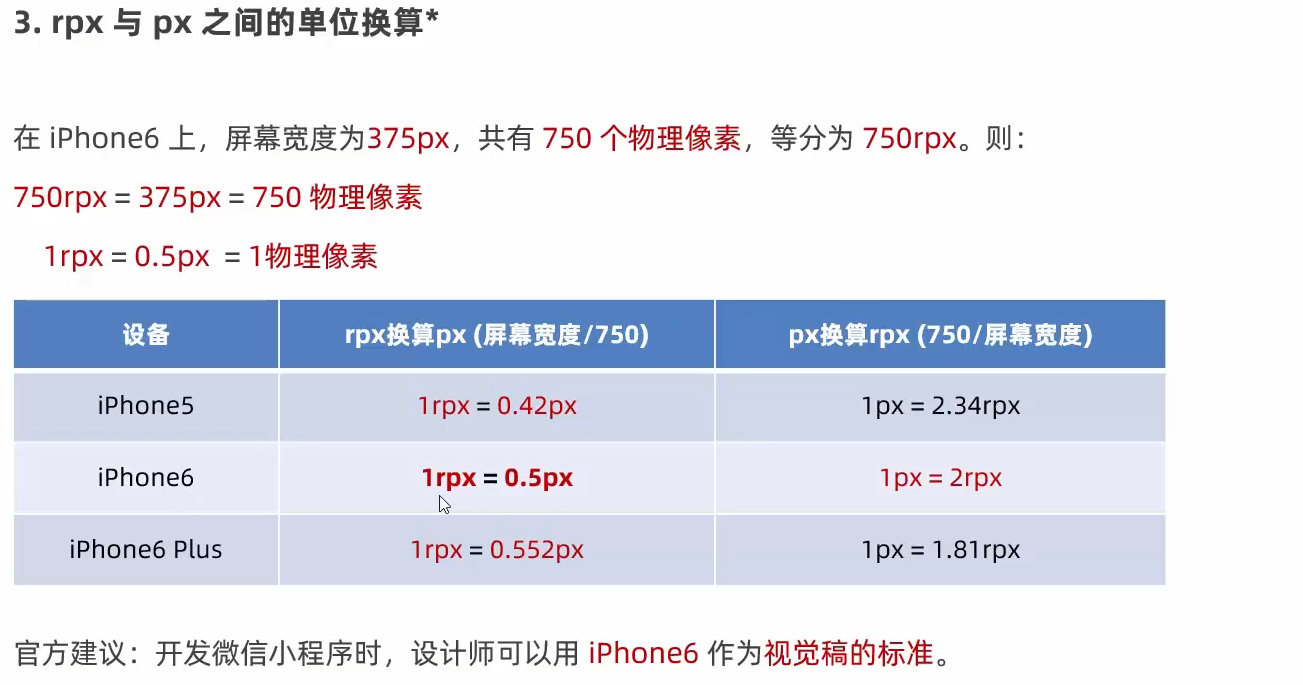 3. rpx 与 px 之间的单位换算*
在 iPhone6 上，屏幕宽度为375px，共有 750 个物理像素，等分为 750rpx。则：
750rpx = 375px = 750 物理像素
1rpx = 0.5px = 1物理像素
设备 rpx换算px (屏幕宽度/750) px换算rpx (750/屏幕宽度)
iPhone5 1rpx = 0.42px 1px = 2.34rpx
iPhone6 1rpx = 0.5px 1px = 2rpx
iPhone6 Plus 1rpx = 0.552px 1px = 1.81rpx
官方建议：开发微信小程序时，设计师可以用 iPhone6 作为视觉稿的标准。